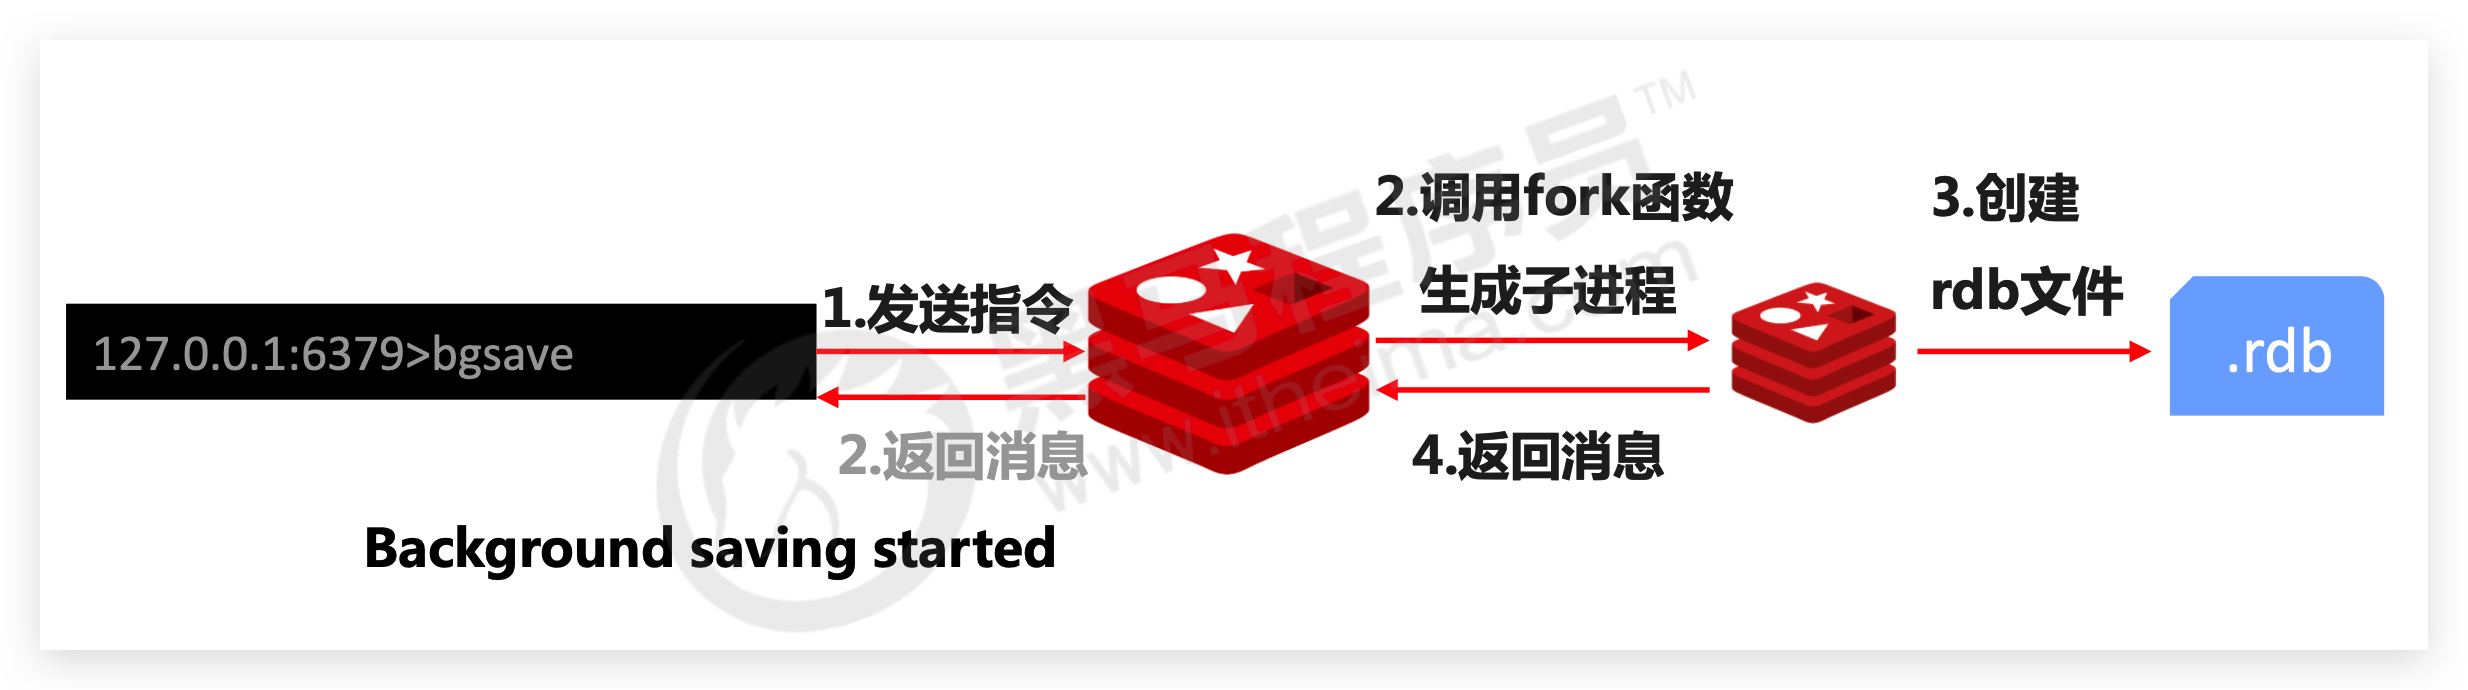 127.0.0.1:6379>bgsave
1.发送指令
2.返回消息
Background saving started
2.调用fork函数
生成子进程
4.返回消息
3.创建
rdb文件
.rdb
黑马程序员™
www.itheima.com